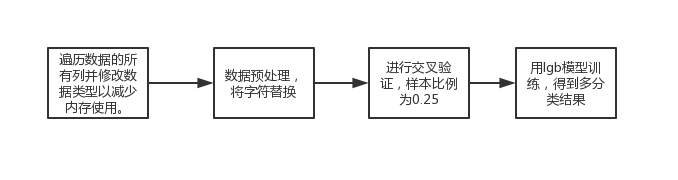 遍历数据的所
有列并修改数
据类型以减少
内存使用。
数据预处理，
将字符替换
进行交叉验
证，样本比例
为0.25
用lgb模型训
练，得到多分
类结果